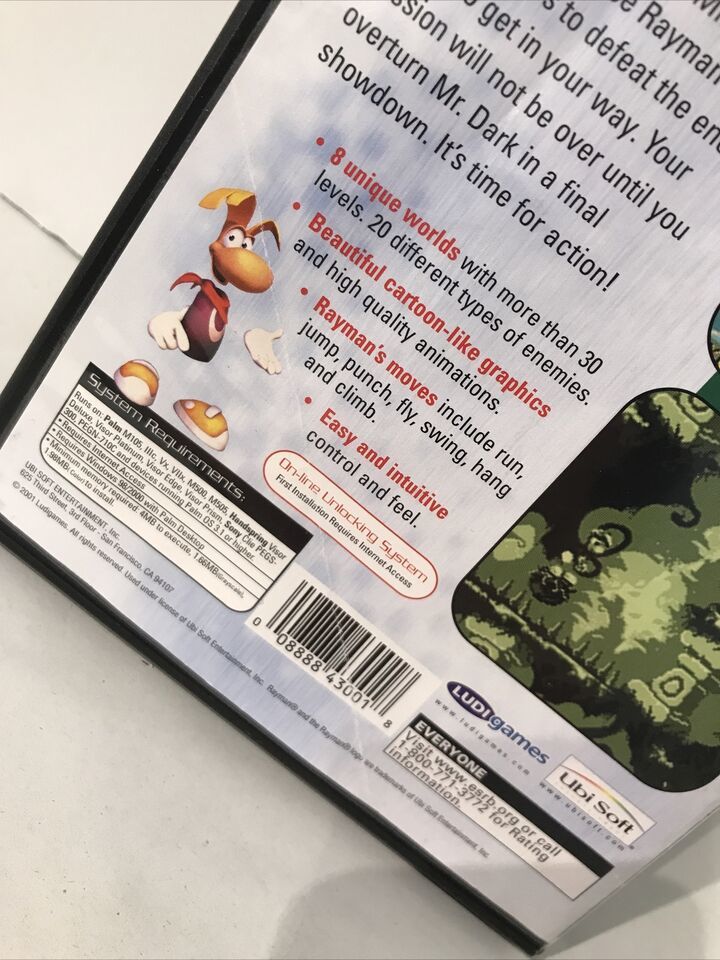 Rayman
s to defeat the
get in your way. Your
ssion will not be over until you
overturn Mr. Dark in a final
showdown. It's time for action!
• 8 unique worlds with more than 30
levels. 20 different types of enemies.
• Beautiful cartoon-like graphics
and high quality animations.
• Rayman's moves include run,
jump, punch, fly, swing, hang
and climb.
• Easy and intuitive
control and feel.
On-line Unlocking System
First Installation Requires Internet Access
System Requirements:
Runs on: Palm M105, IIIc, Vx, VIIx, M500, M505, Handspring Visor
Deluxe, Visor Platinum, Visor Edge, Visor Prism, Sony Clie PEGS-
300, PEGN-710C and devices running Palm OS 3.1 or higher.
• Requires Internet Access
• Requires Windows 98/2000 with Palm Desktop
• Minimum memory required: 4MB to execute, 1.66MB(Grayscale),
1.98MB(Color) to install.
UBI SOFT ENTERTAINMENT, Inc.
625 Third Street, 3rd Floor - San Francisco, CA 94107
© 2001 Ludigames. All rights reserved. Used under license of Ubi Soft Entertainment, Inc. Rayman® and the Rayman® logo are trademarks of Ubi Soft Entertainment, Inc.
0 08888 43001 8
LUDIgames
www.ludigames.com
Ubi Soft
www.ubisoft.com
EVERYONE
Visit www.esrb.org or call
1-800-771-3772 for Rating
Information.